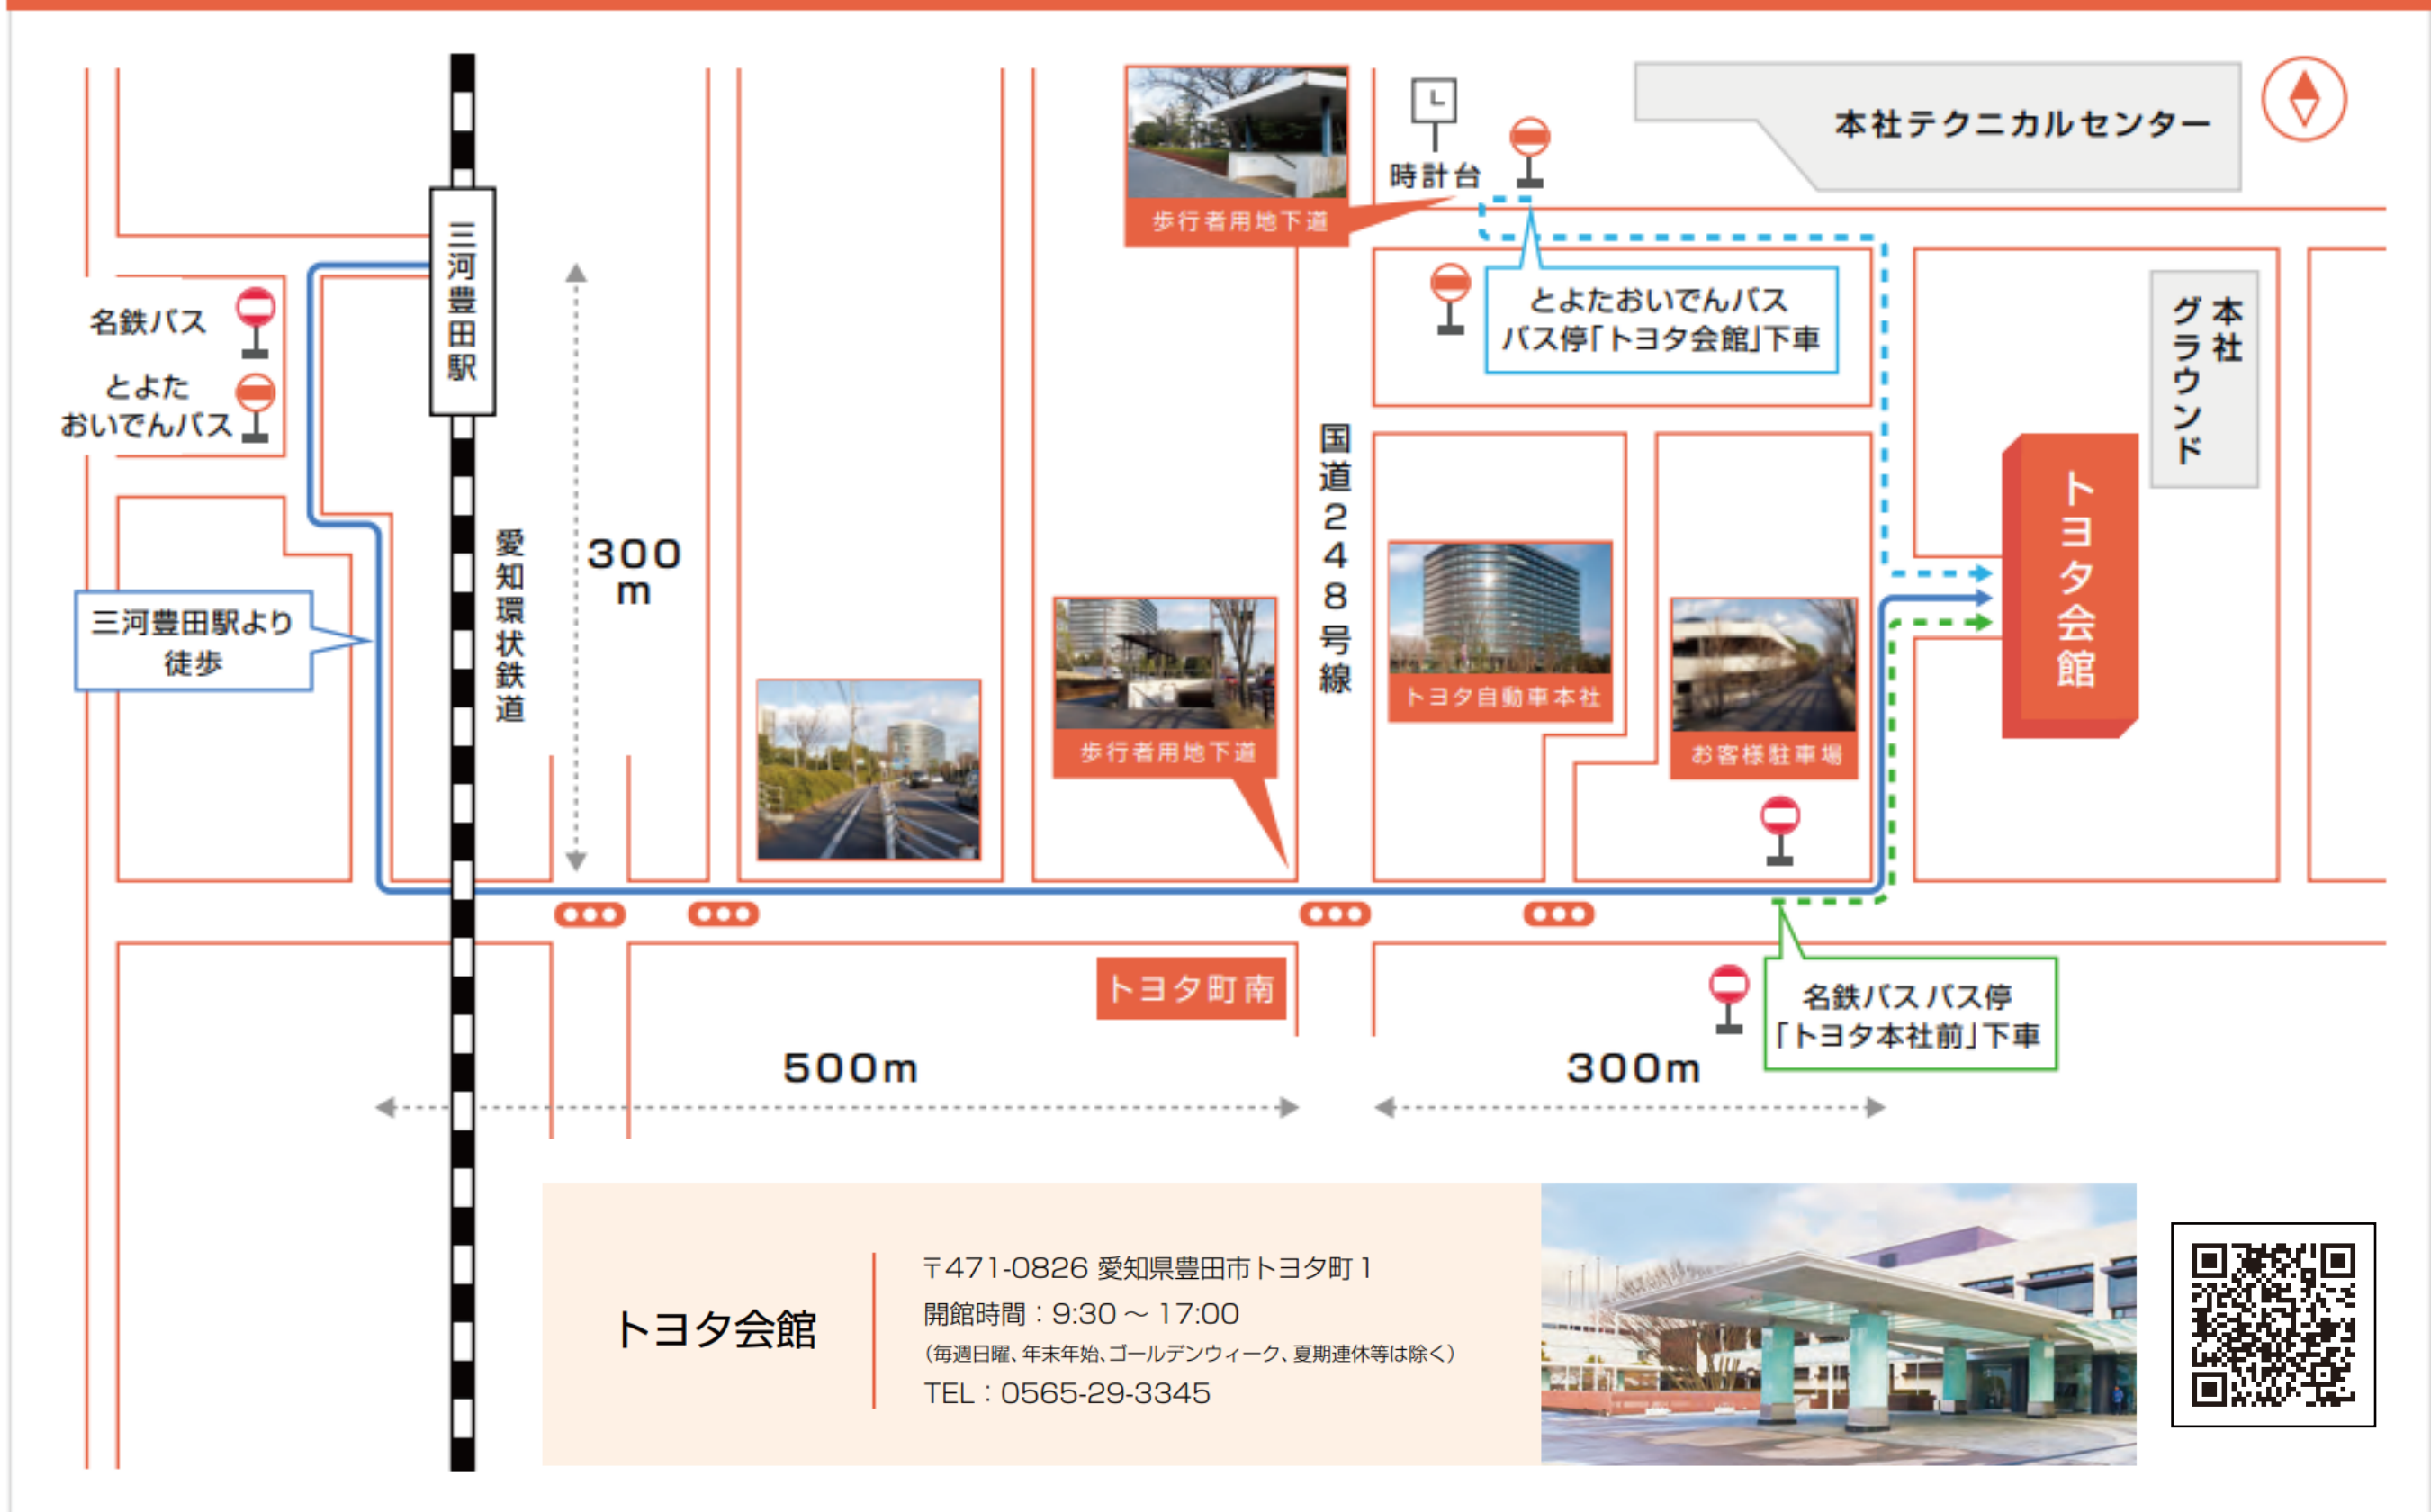 本社テクニカルセンター
時計台
歩行者用地下道
三河豊田駅
名鉄バス
とよた
おいでんバス
とよたおいでんバス
バス停「トヨタ会館」下車
本社
グラウンド
国道248号線
トヨタ会館
愛知環状鉄道
300
m
三河豊田駅より
徒歩
歩行者用地下道
トヨタ自動車本社
お客様駐車場
トヨタ町南
名鉄バス バス停
「トヨタ本社前」下車
500m
300m
トヨタ会館
〒471-0826 愛知県豊田市トヨタ町1
開館時間：9:30 〜 17:00
（毎週日曜、年末年始、ゴールデンウィーク、夏期連休等は除く）
TEL：0565-29-3345